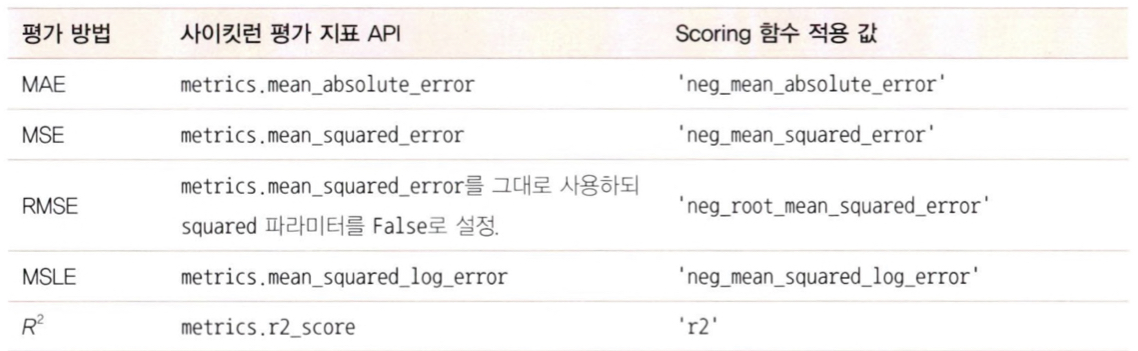 평가 방법 사이킷런 평가 지표 API Scoring 함수 적용 값
MAE metrics.mean_absolute_error 'neg_mean_absolute_error'
MSE metrics.mean_squared_error 'neg_mean_squared_error'
RMSE metrics.mean_squared_error를 그대로 사용하되
squared 파라미터를 False로 설정. 'neg_root_mean_squared_error'
MSLE metrics.mean_squared_log_error 'neg_mean_squared_log_error'
R² metrics.r2_score 'r2'